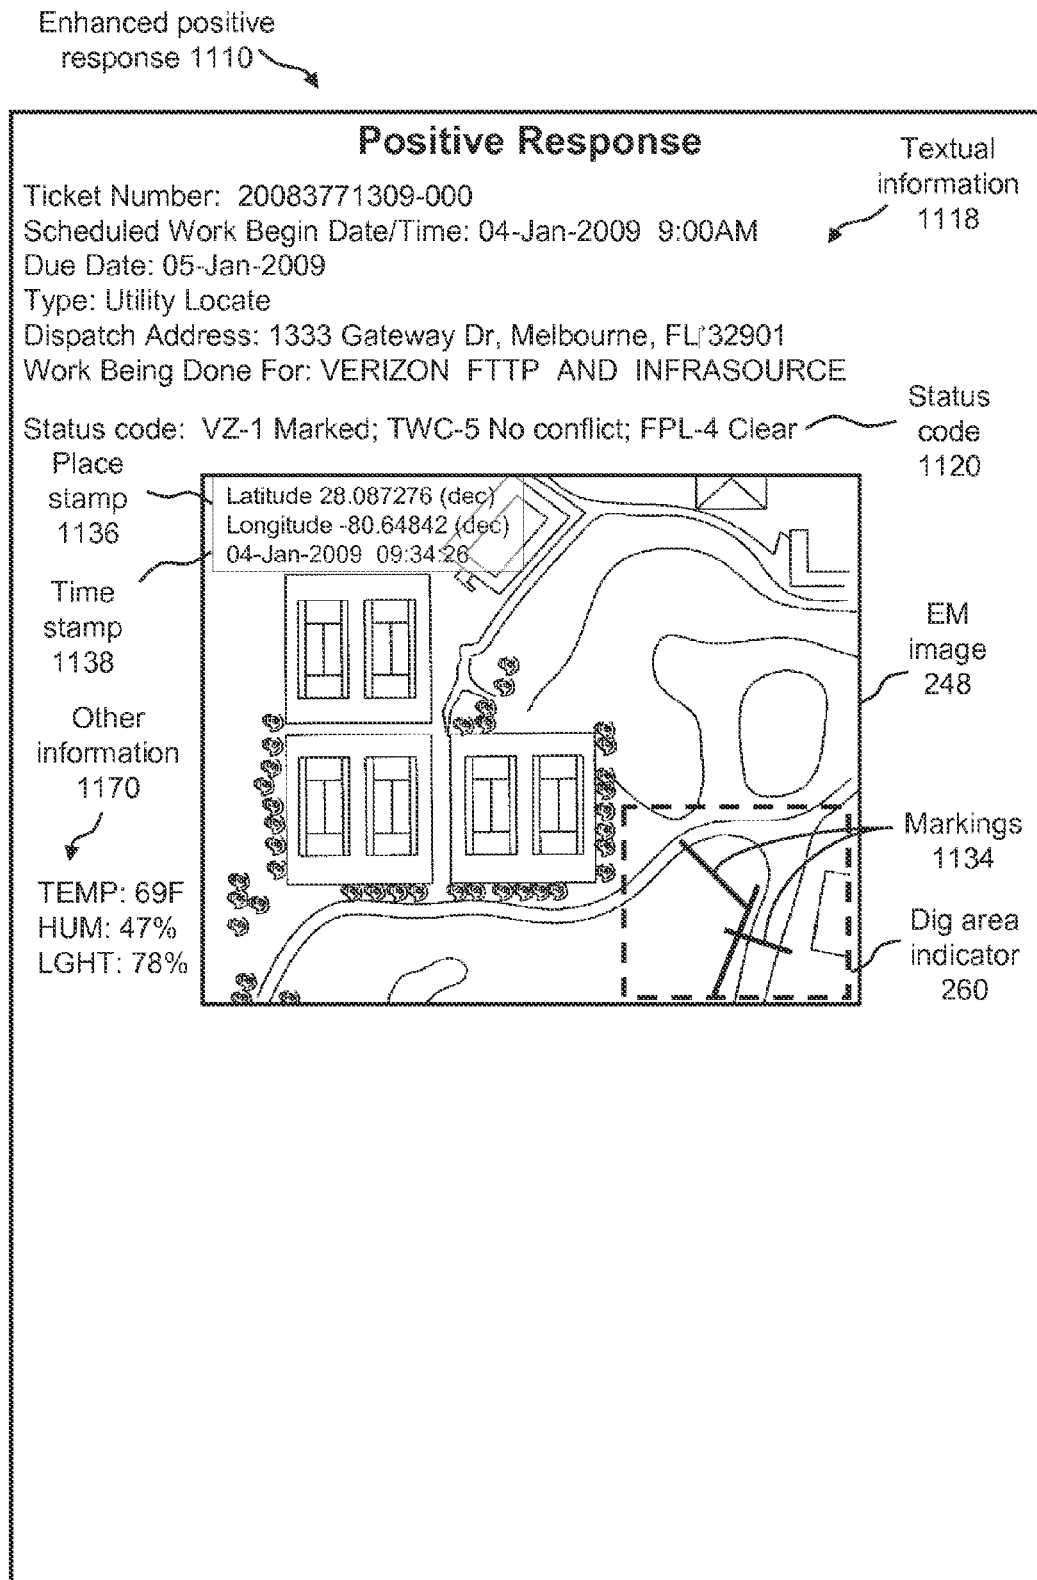 Enhanced positive
response 1110
Positive Response
Textual
information
1118
Ticket Number: 20083771309-000
Scheduled Work Begin Date/Time: 04-Jan-2009 9:00AM
Due Date: 05-Jan-2009
Type: Utility Locate
Dispatch Address: 1333 Gateway Dr, Melbourne, FL 32901
Work Being Done For: VERIZON FTTP AND INFRASOURCE
Status code: VZ-1 Marked; TWC-5 No conflict; FPL-4 Clear
Status
code
1120
Place
stamp
1136
Latitude 28.087276 (dec)
Longitude -80.64842 (dec)
04-Jan-2009 09:34:26
Time
stamp
1138
EM
image
248
Other
information
1170
Markings
1134
TEMP: 69F
HUM: 47%
LGHT: 78%
Dig area
indicator
260